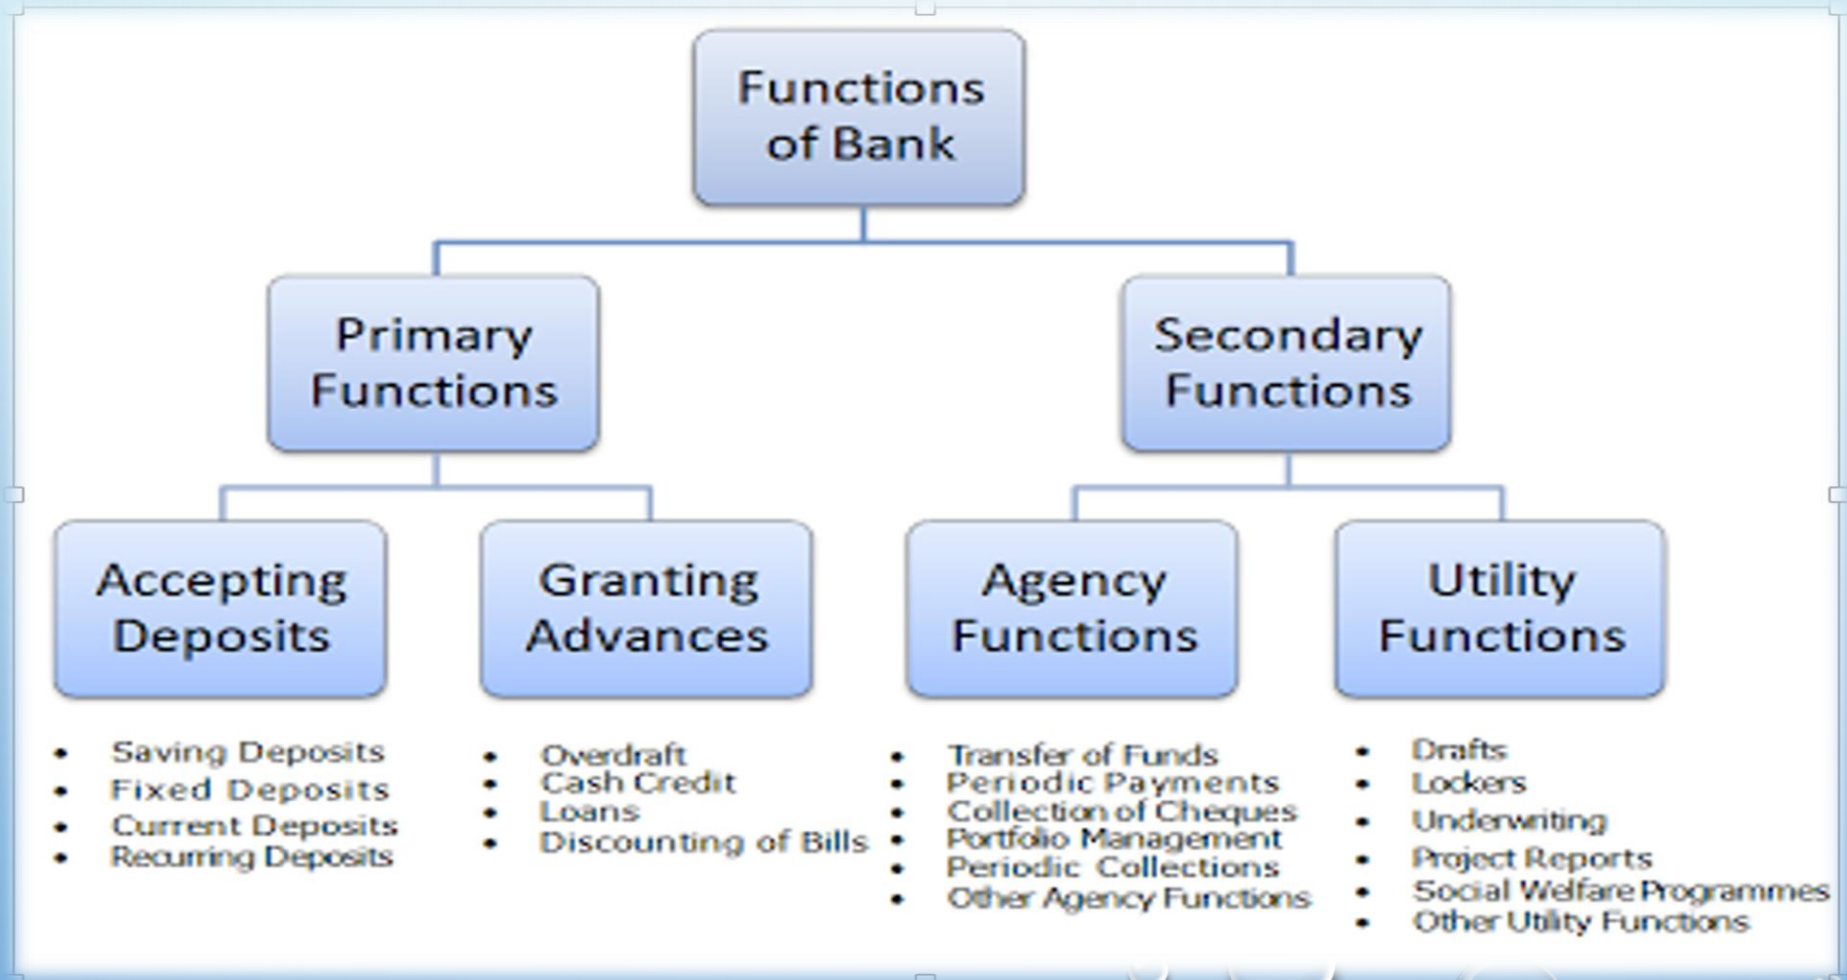 Functions
of Bank
Primary
Functions
Secondary
Functions
Accepting
Deposits
Granting
Advances
Agency
Functions
Utility
Functions
• Saving Deposits
• Fixed Deposits
• Current Deposits
• Recurring Deposits
• Overdraft
• Cash Credit
• Loans
• Discounting of Bills
• Transfer of Funds
• Periodic Payments
• Collection of Cheques
• Portfolio Management
• Periodic Collections
• Other Agency Functions
• Drafts
• Lockers
• Underwriting
• Project Reports
• Social Welfare Programmes
• Other Utility Functions